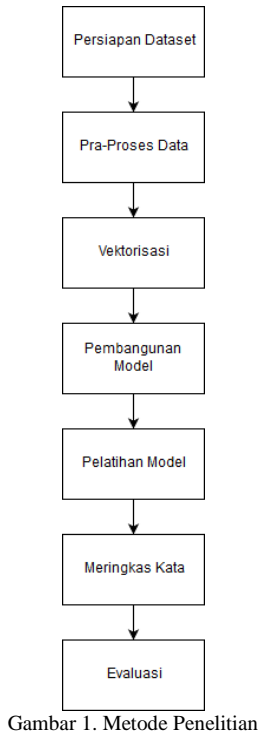 Persiapan Dataset
Pra-Proses Data
Vektorisasi
Pembangunan
Model
Pelatihan Model
Meringkas Kata
Evaluasi
Gambar 1. Metode Penelitian